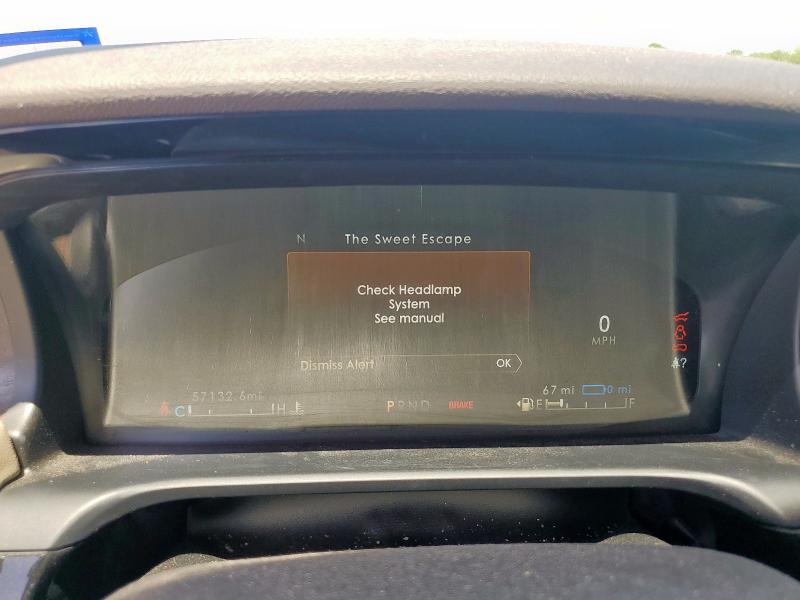 N The Sweet Escape
Check Headlamp
System
See manual
0
MPH
Dismiss Alert OK
57132.6mi
67 mi 0 mi
C H
P R N D
BRAKE
E F
?